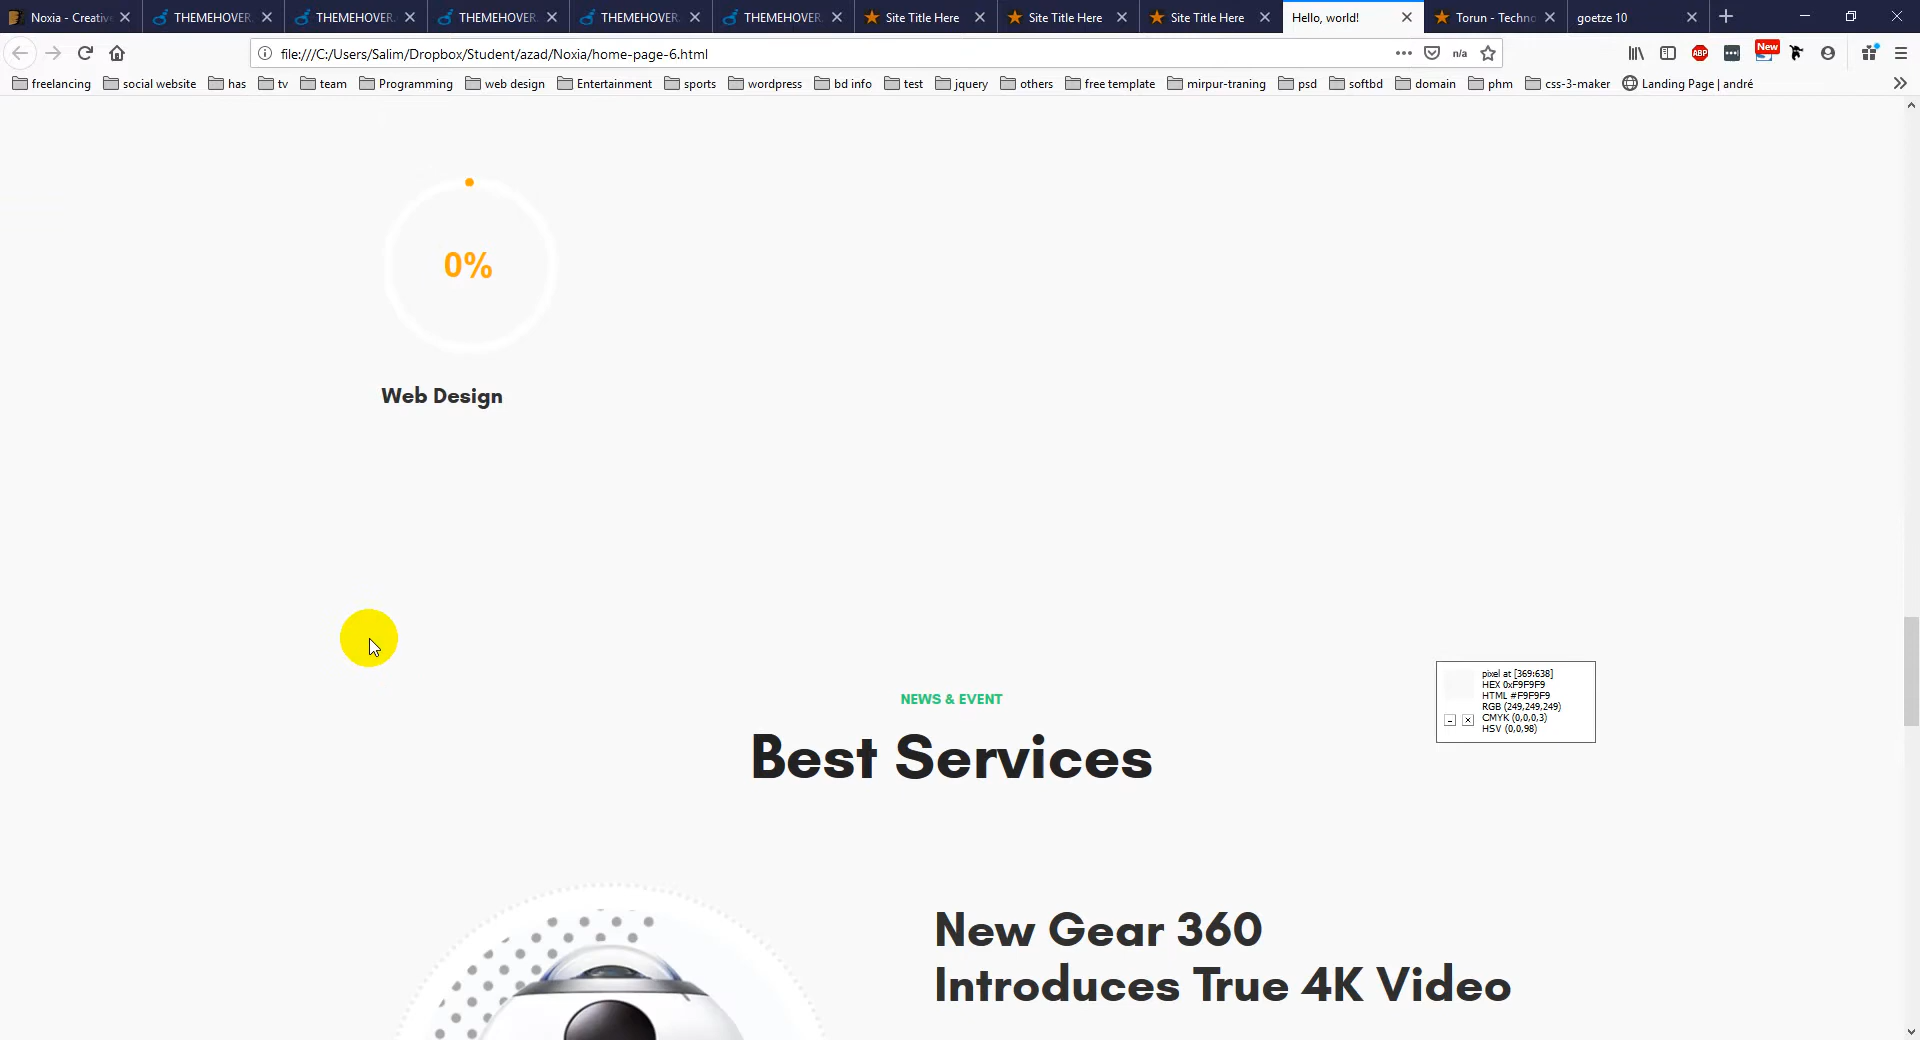 Noxia - Creativ
THEMEHOVER.
THEMEHOVER.
THEMEHOVER.
THEMEHOVER.
THEMEHOVER.
Site Title Here
Site Title Here
Site Title Here
Hello, world!
Torun - Techno
goetze 10
file:///C:/Users/Salim/Dropbox/Student/azad/Noxia/home-page-6.html
n/a
ABP
New
freelancing
social website
has
tv
team
Programming
web design
Entertainment
sports
wordpress
bd info
test
jquery
others
free template
mirpur-traning
psd
softbd
domain
phm
css-3-maker
Landing Page | andré
0%
Web Design
pixel at [369:638]
HEX 0xF9F9F9
HTML #F9F9F9
RGB (249,249,249)
CMYK (0,0,0,3)
HSV (0,0,98)
NEWS & EVENT
Best Services
New Gear 360
Introduces True 4K Video